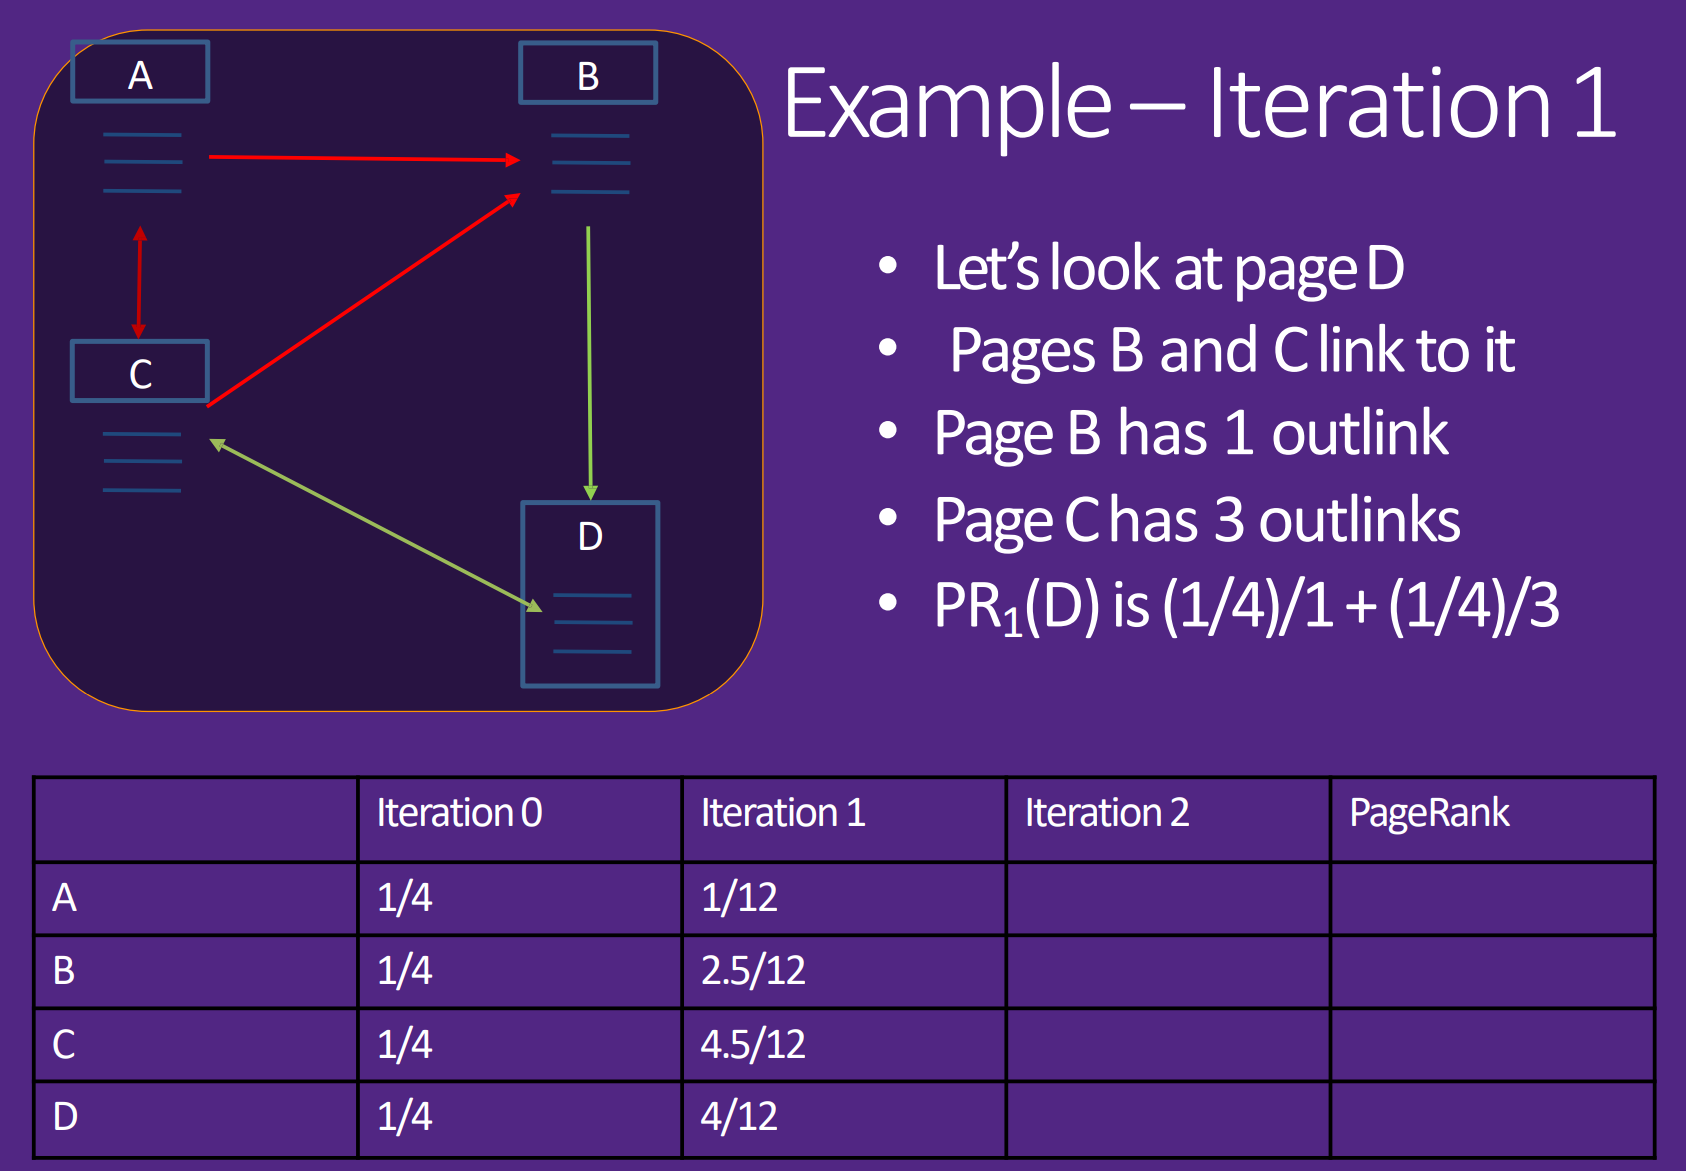 A
B
C
D
Example – Iteration 1
• Let’s look at page D
• Pages B and C link to it
• Page B has 1 outlink
• Page C has 3 outlinks
• PR₁(D) is (1/4)/1 + (1/4)/3
Iteration 0 Iteration 1 Iteration 2 PageRank
A 1/4 1/12
B 1/4 2.5/12
C 1/4 4.5/12
D 1/4 4/12